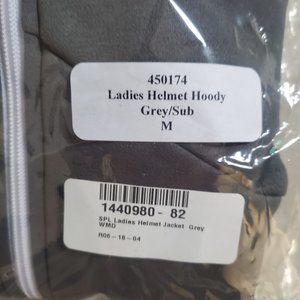 450174
Ladies Helmet Hoody
Grey/Sub
M
1440980 - 82
SPL Ladies Helmet Jacket Grey
WMD
R06-18-04